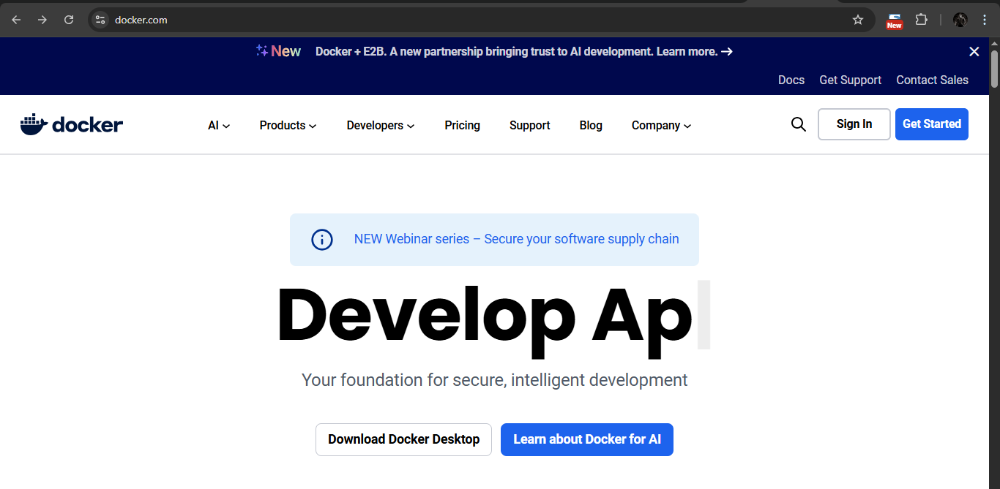 docker.com
New
New Docker + E2B. A new partnership bringing trust to AI development. Learn more. →
Docs Get Support Contact Sales
docker AI Products Developers Pricing Support Blog Company Sign In Get Started
NEW Webinar series – Secure your software supply chain
Develop Ap
Your foundation for secure, intelligent development
Download Docker Desktop Learn about Docker for AI